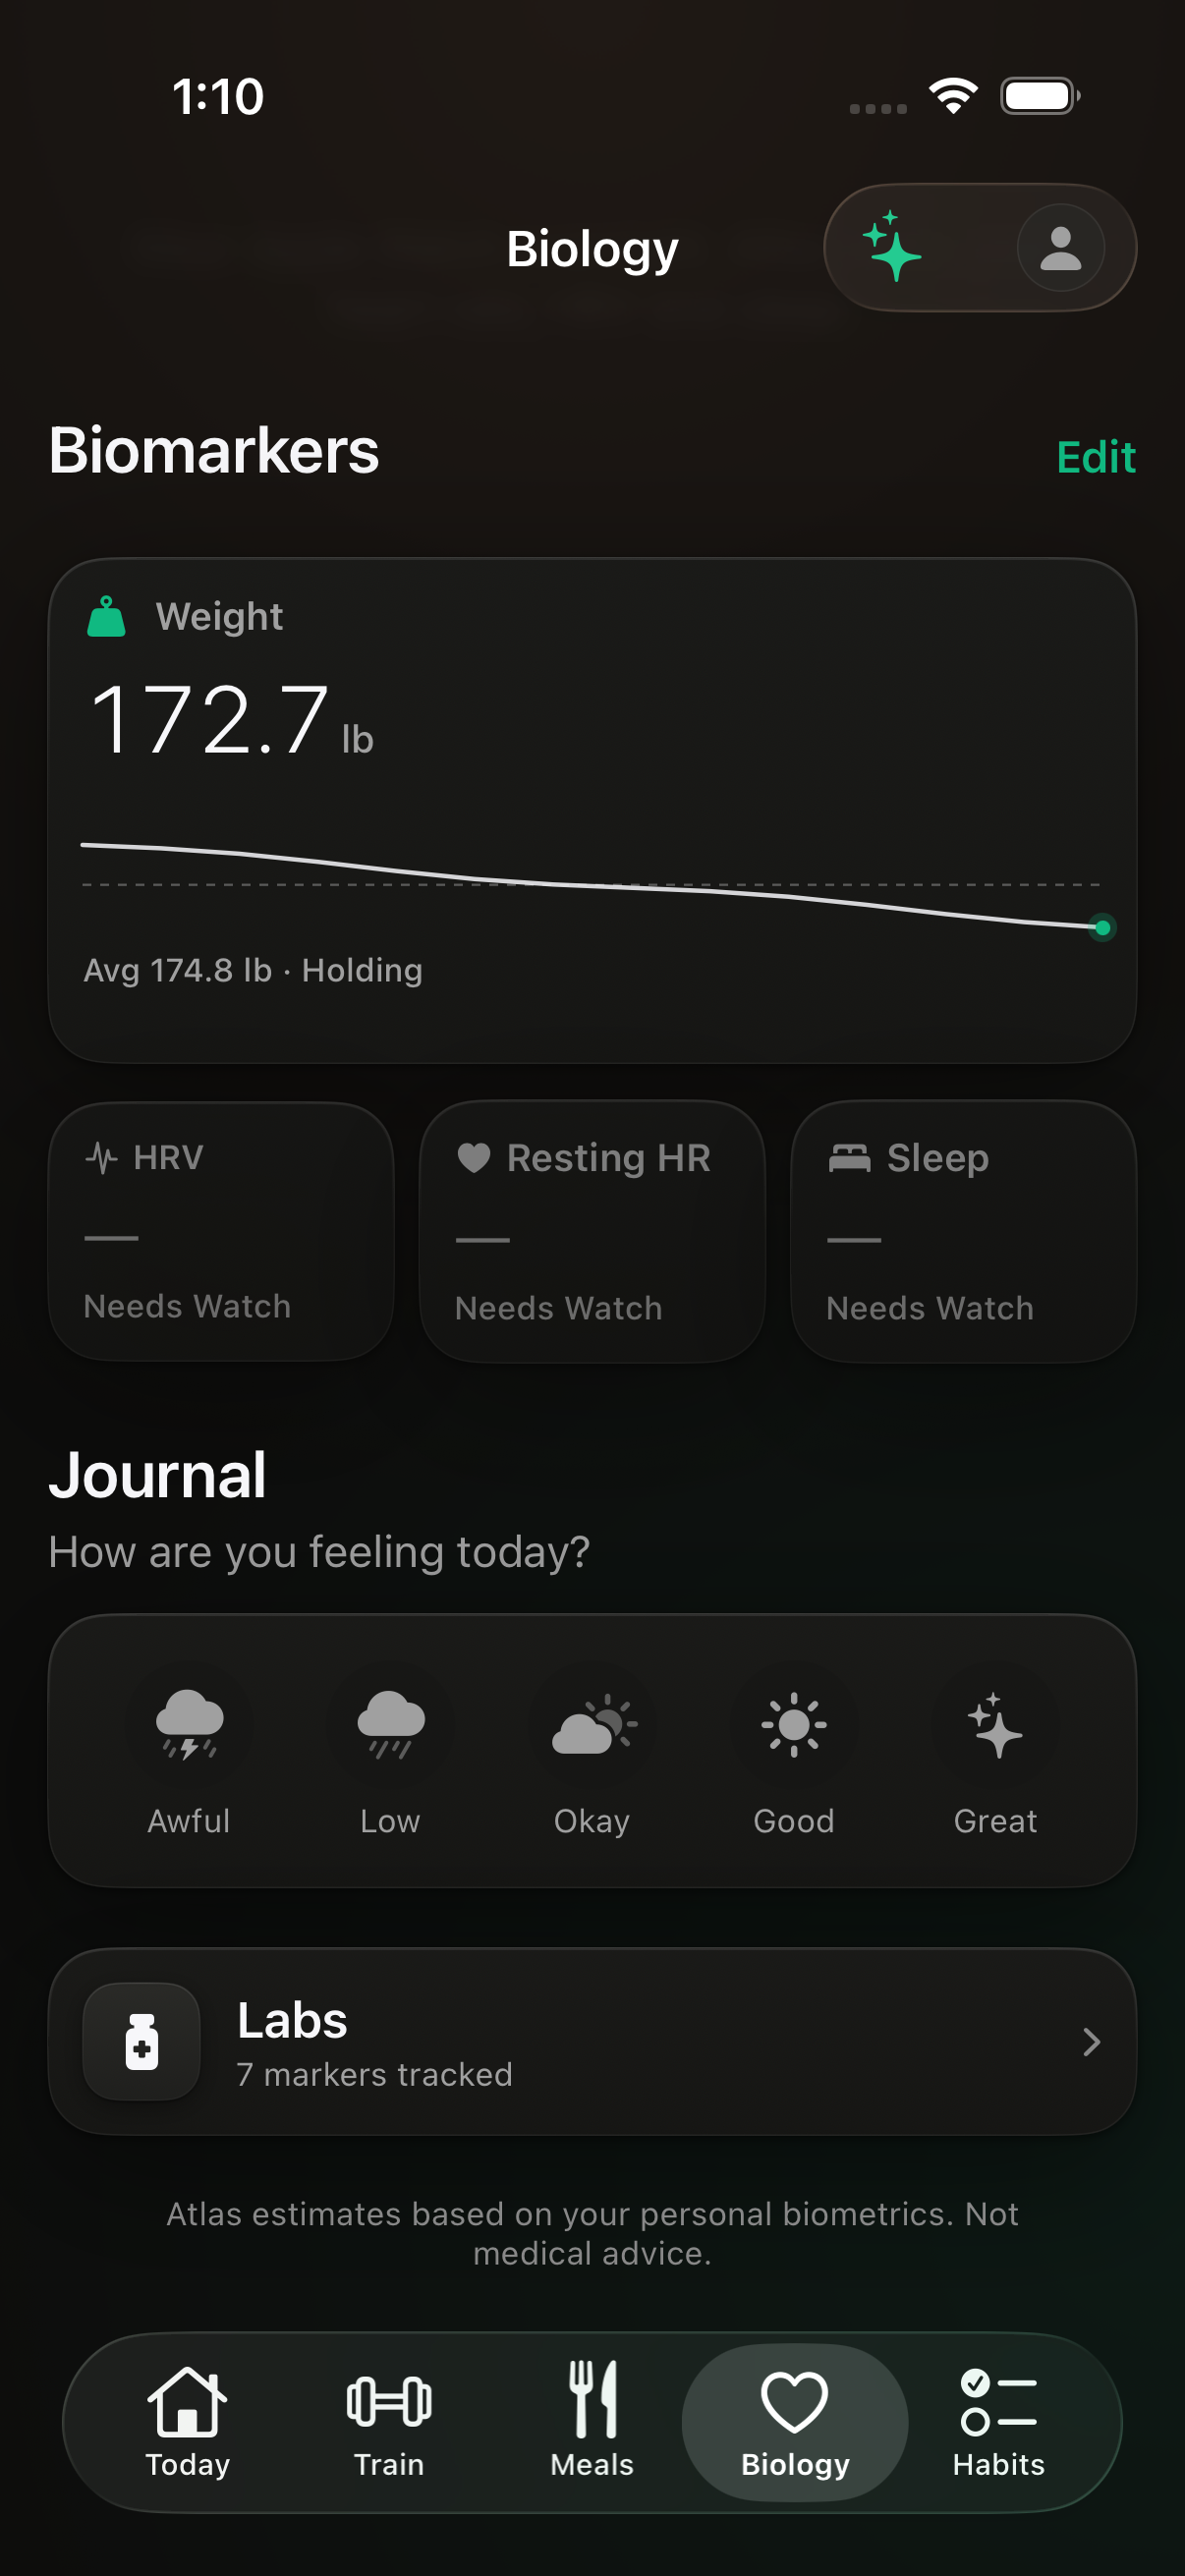 1:10
Biology
Biomarkers
Edit
Weight
172.7 lb
Avg 174.8 lb · Holding
HRV
Resting HR
Sleep
—
—
—
Needs Watch
Needs Watch
Needs Watch
Journal
How are you feeling today?
Awful
Low
Okay
Good
Great
Labs
7 markers tracked
Atlas estimates based on your personal biometrics. Not
medical advice.
Today
Train
Meals
Biology
Habits